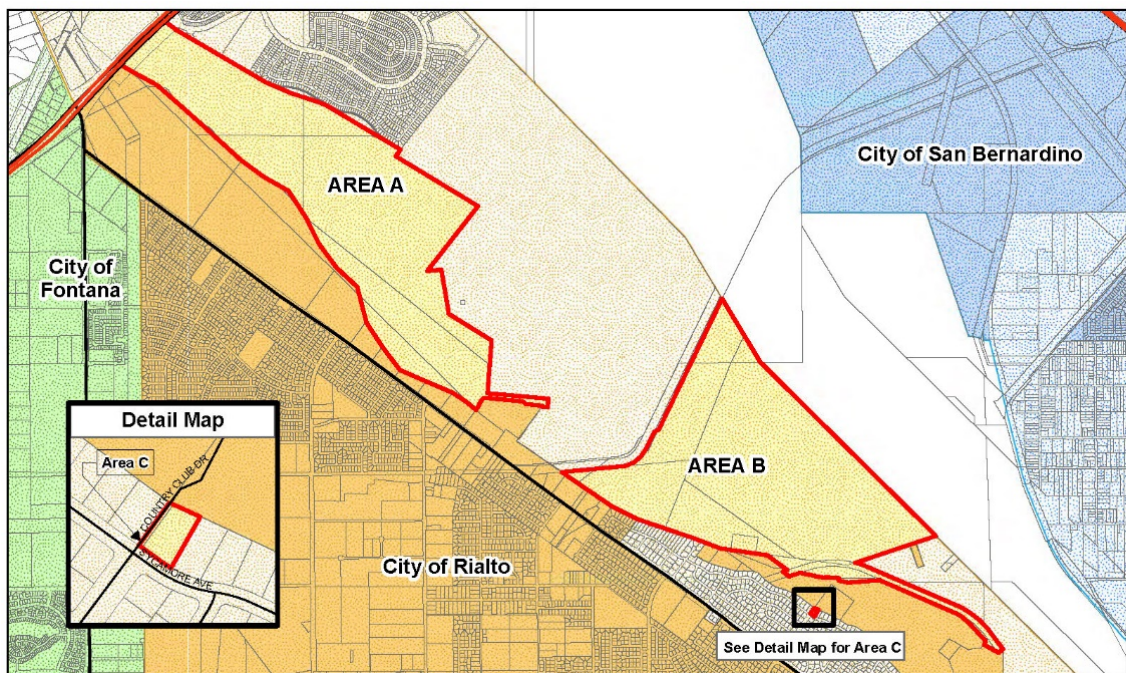 City of San Bernardino
AREA A
City of
Fontana
Detail Map
Area C
COUNTRY CLUB DR
SYCAMORE AVE
AREA B
City of Rialto
See Detail Map for Area C